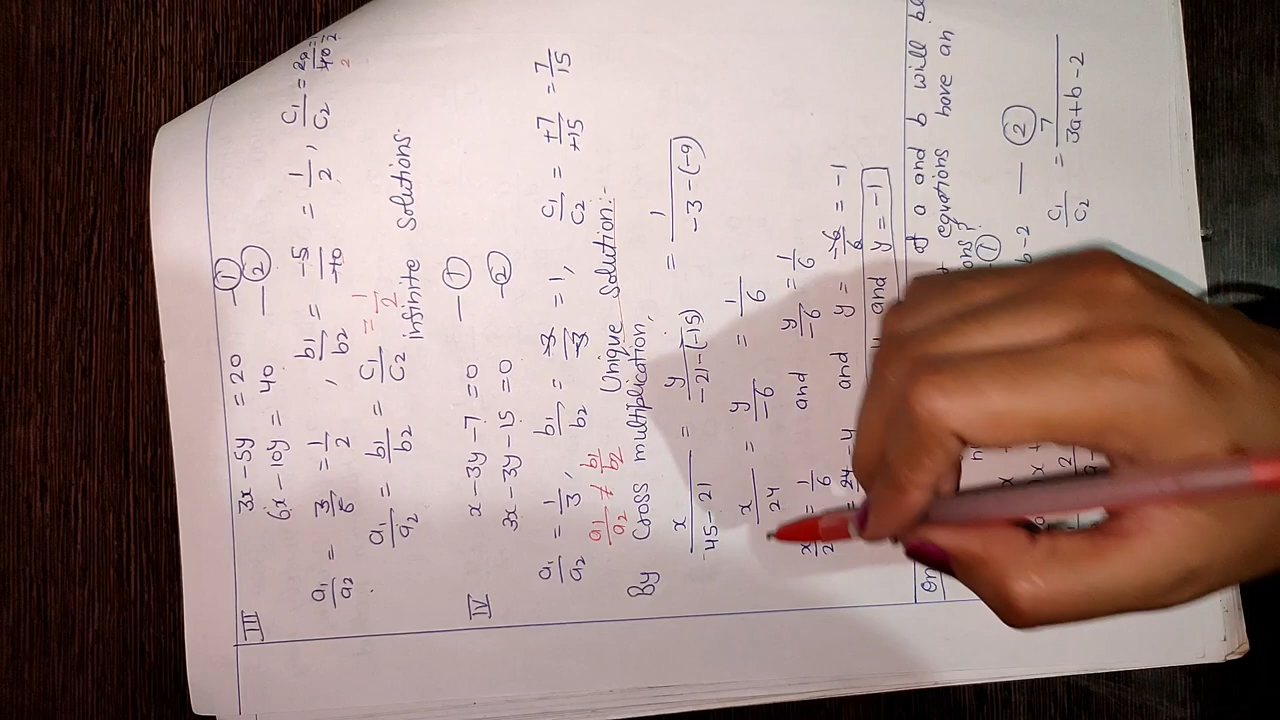 III 3x - 5y = 20 —①
6x - 10y = 40 —②
a1/a2 = 3/6 = 1/2 , b1/b2 = -5/-10 = 1/2 , c1/c2 = 20/40 = 1/2
a1/a2 = b1/b2 = c1/c2 = 1/2
infinite Solutions.
IV x - 3y - 7 = 0 —①
3x - 3y - 15 = 0 -②
a1/a2 = 1/3 , b1/b2 = -3/-3 = 1, c1/c2 = +7/+15 = 7/15
a1/a2 ≠ b1/b2 Unique Solution:-
By Cross multiplication,
x/45-21 = y/-21-(-15) = 1/-3-(-9)
x/24 = y/-6 = 1/6
= 1/6 and y/-6 = 1/6
and y = -6/6 = -1
and y = -1
of a and b will be
equations have an
①
b - 2 — ②
c1/c2 = 7/3a+b-2